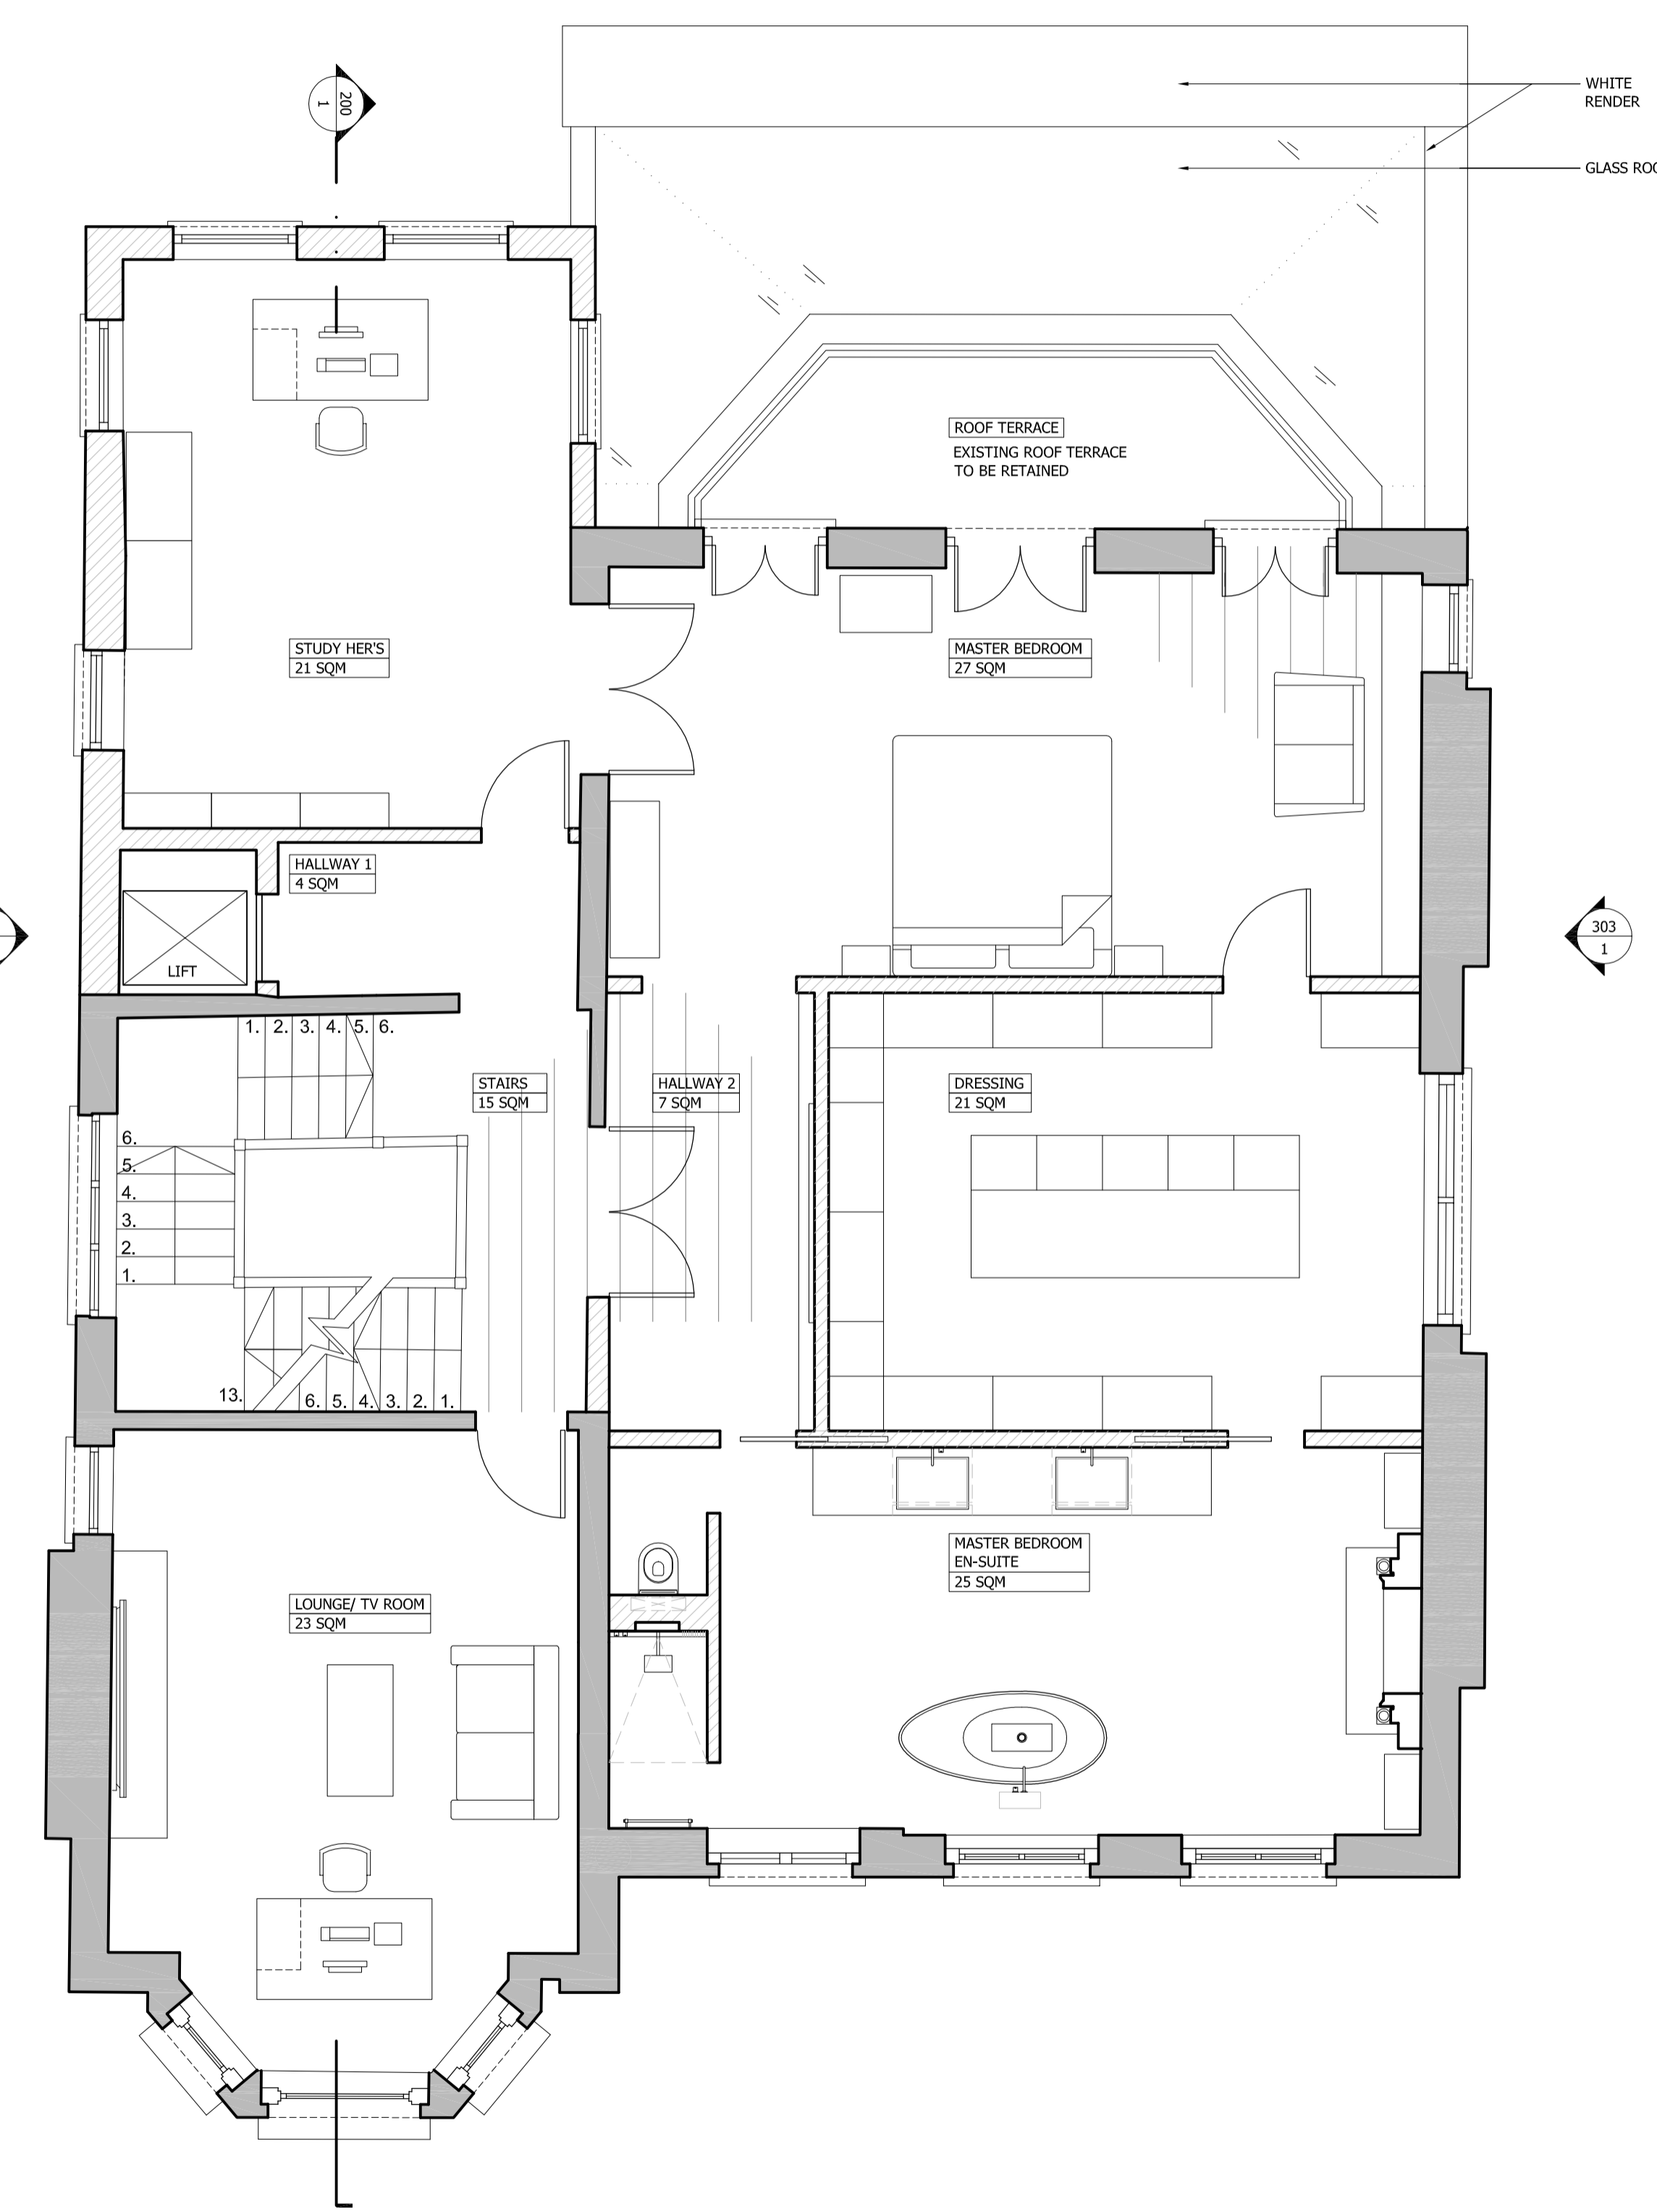 WHITE
RENDER
200
1
GLASS ROO
ROOF TERRACE
EXISTING ROOF TERRACE
TO BE RETAINED
STUDY HER'S
21 SQM
MASTER BEDROOM
27 SQM
HALLWAY 1
4 SQM
303
1
LIFT
1. 2. 3. 4. 5. 6.
STAIRS
15 SQM
HALLWAY 2
7 SQM
DRESSING
21 SQM
6.
5.
4.
3.
2.
1.
13. 6. 5. 4. 3. 2. 1.
MASTER BEDROOM
EN-SUITE
25 SQM
LOUNGE/ TV ROOM
23 SQM